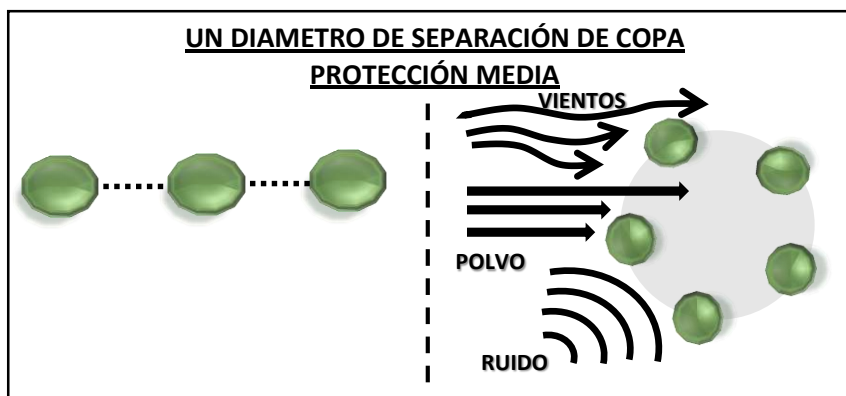 UN DIAMETRO DE SEPARACIÓN DE COPA
PROTECCIÓN MEDIA
VIENTOS
POLVO
RUIDO